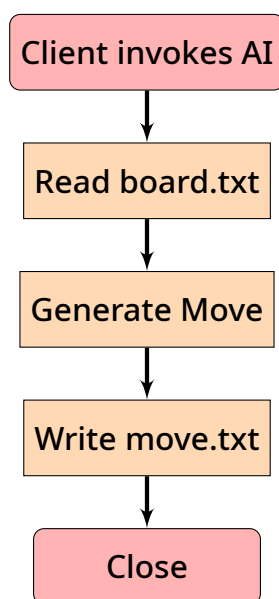 Client invokes AI
Read board.txt
Generate Move
Write move.txt
Close